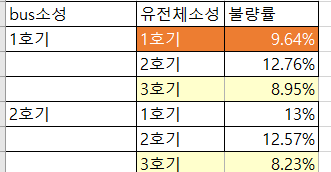 bus소성 유전체소성 불량률
1호기 1호기 9.64%
2호기 12.76%
3호기 8.95%
2호기 1호기 13%
2호기 12.57%
3호기 8.23%